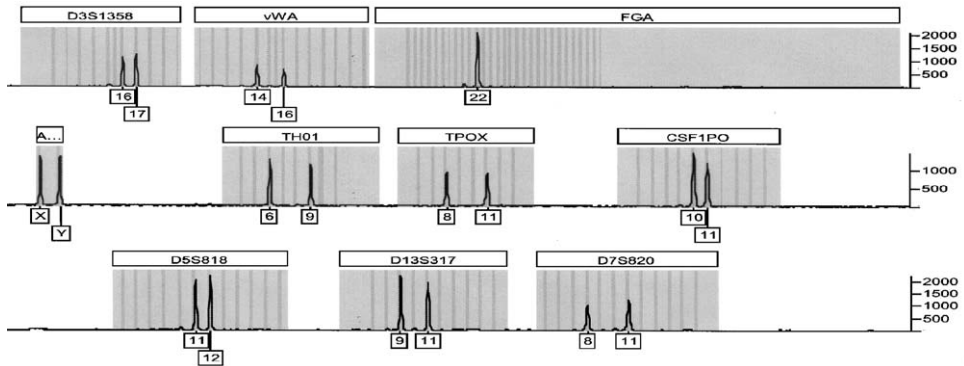 D3S1358 vWA FGA
2000
1500
1000
500
16 14 22
17 16
A... TH01 TPOX CSF1PO
1000
500
X 6 9 8 11 10
Y 11
D5S818 D13S317 D7S820
2000
1500
1000
500
11 9 11 8 11
12